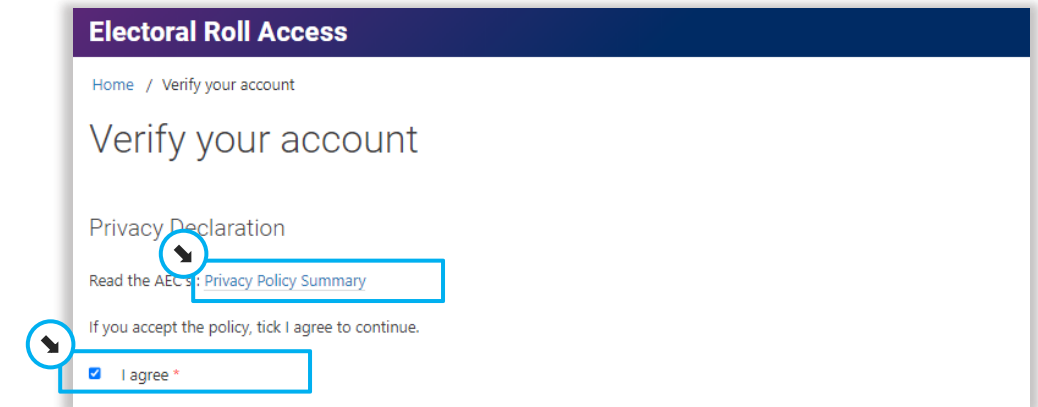 Electoral Roll Access
Home / Verify your account
Verify your account
Privacy Declaration
Read the AEC's: Privacy Policy Summary
If you accept the policy, tick I agree to continue.
I agree *